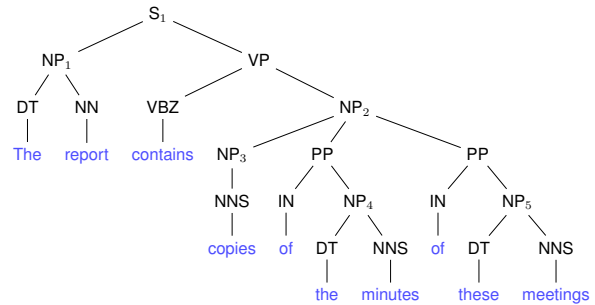 S₁
NP₁ VP
DT NN VBZ NP₂
The report contains NP₃ PP PP
NNS IN NP₄ IN NP₅
copies of DT NNS of DT NNS
the minutes these meetings